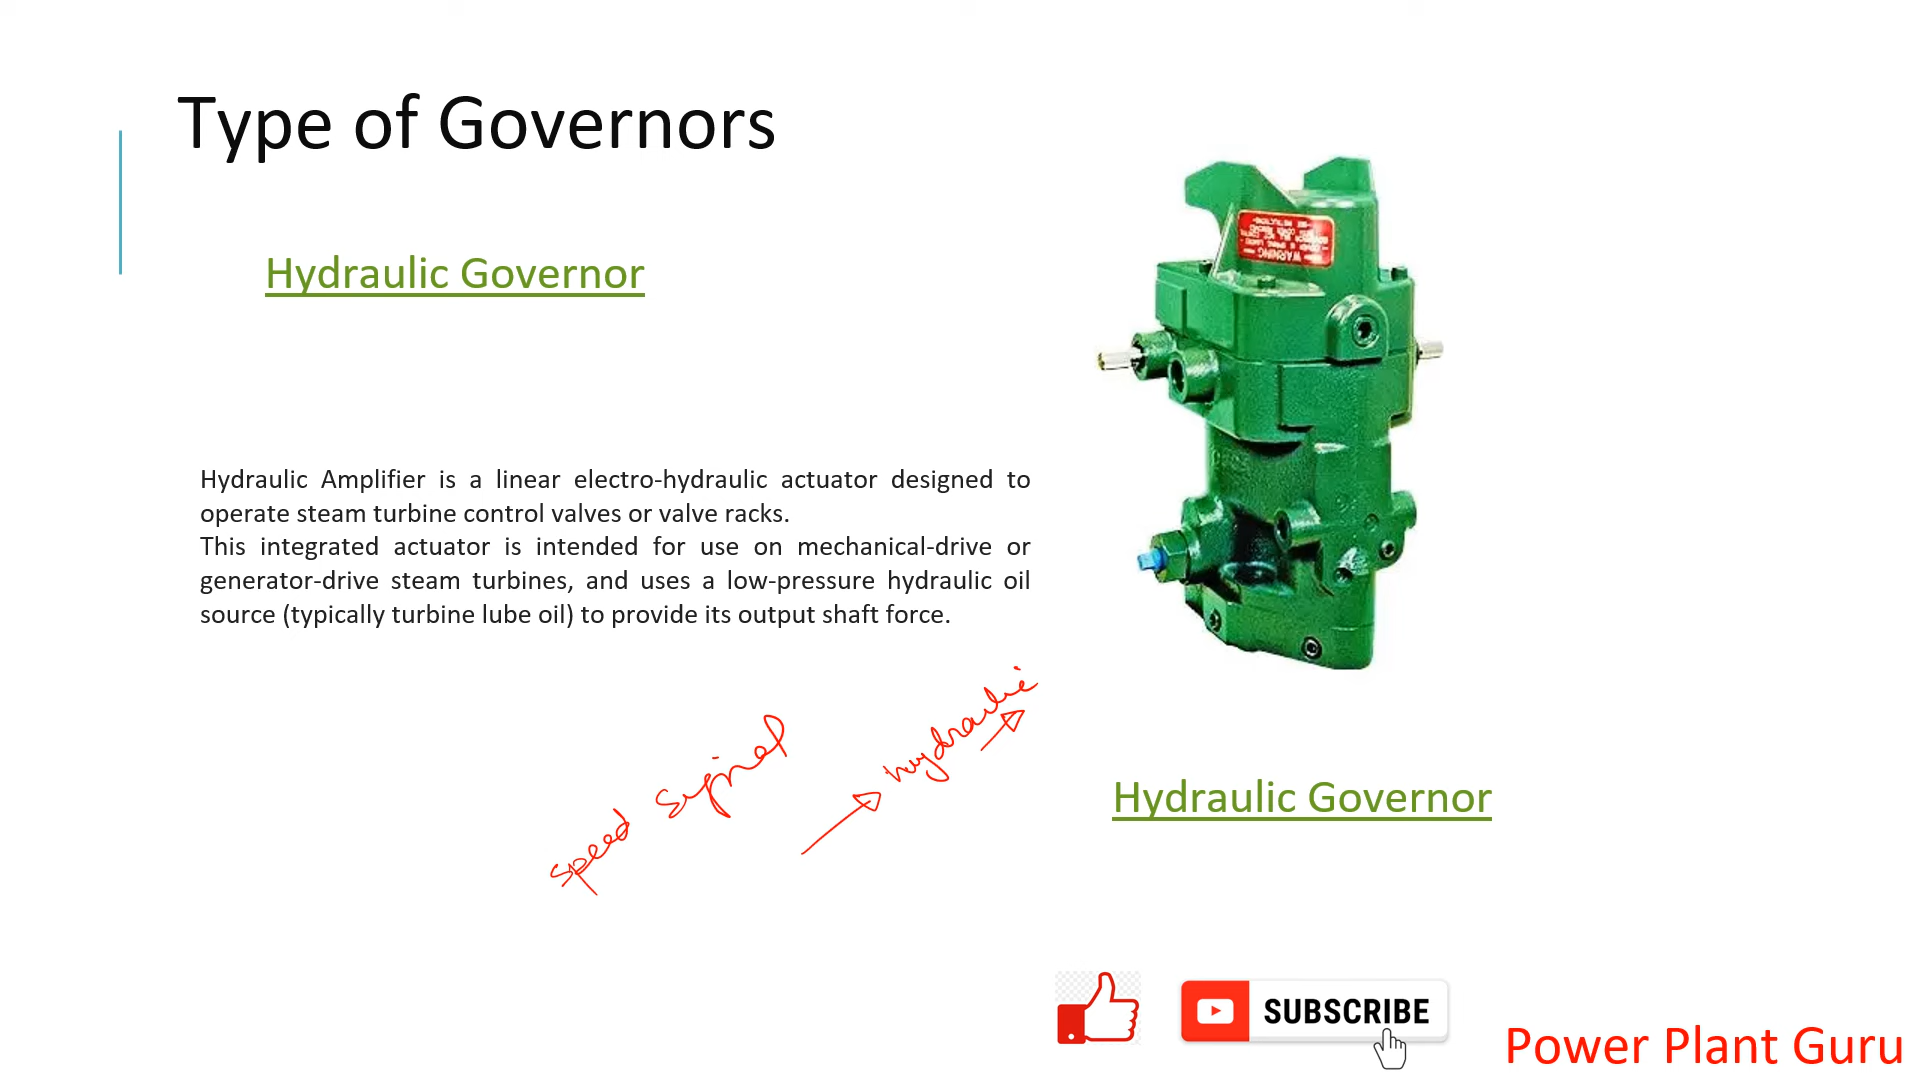 Type of Governors
Hydraulic Governor
Hydraulic Amplifier is a linear electro-hydraulic actuator designed to
operate steam turbine control valves or valve racks.
This integrated actuator is intended for use on mechanical-drive or
generator-drive steam turbines, and uses a low-pressure hydraulic oil
source (typically turbine lube oil) to provide its output shaft force.
WARNING
Speed Signal
hydraulic
Hydraulic Governor
SUBSCRIBE
Power Plant Guru